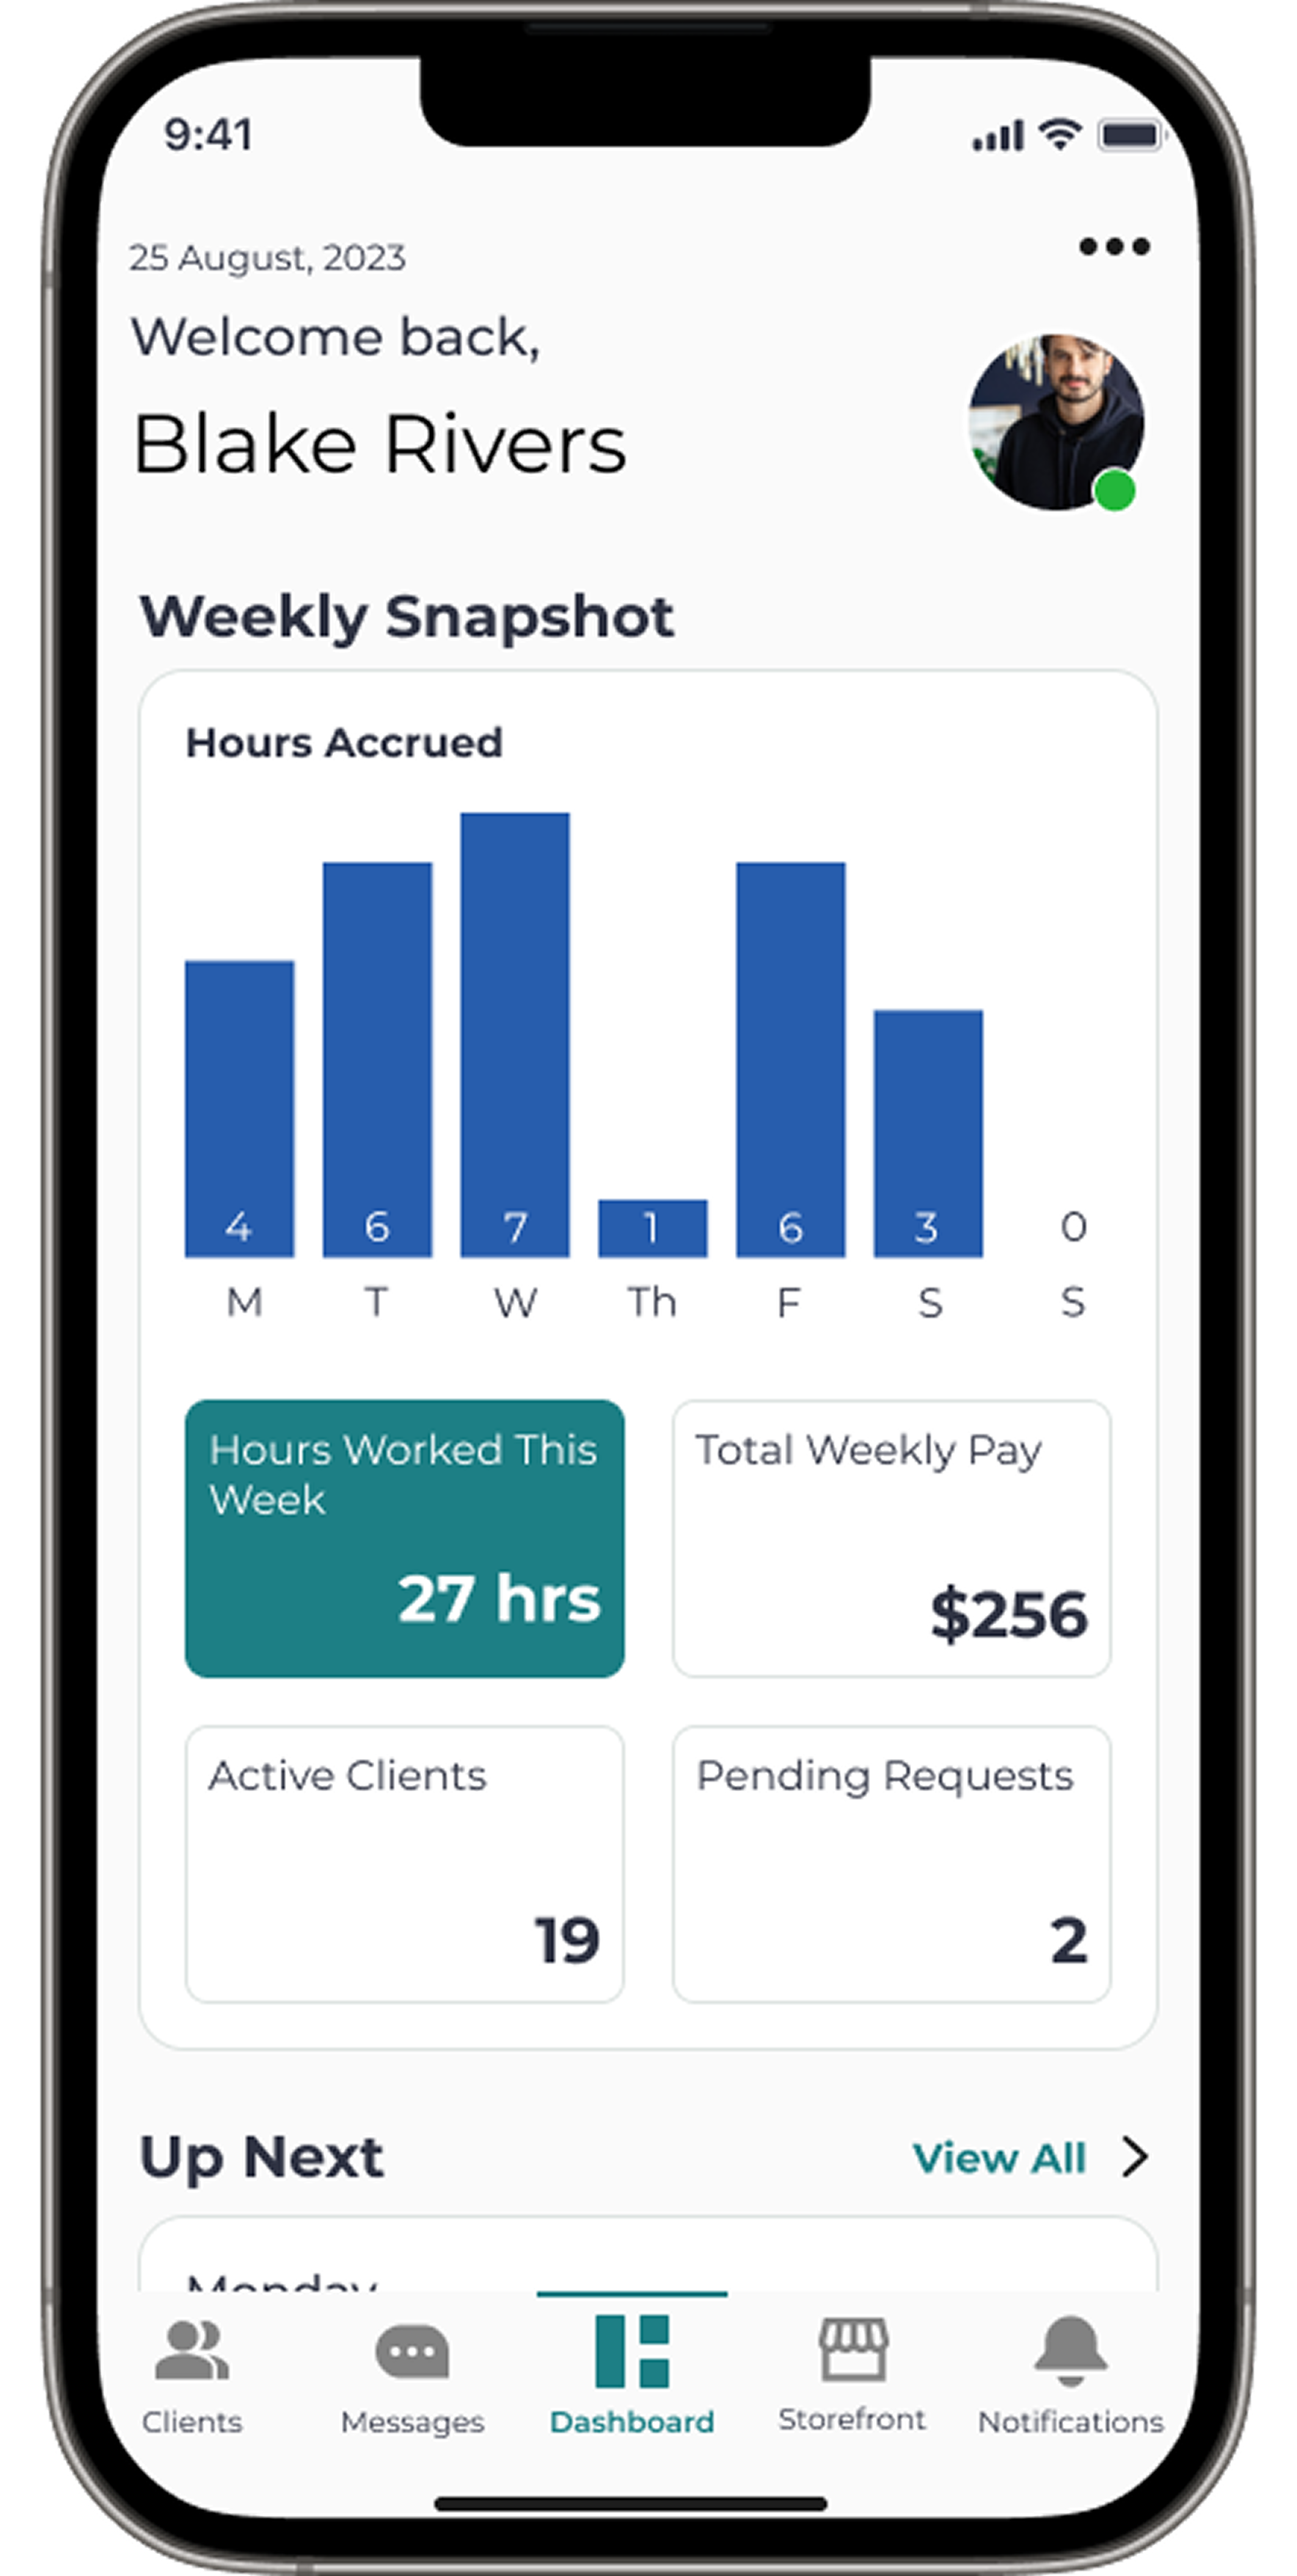 9:41
25 August, 2023
Welcome back,
Blake Rivers
Weekly Snapshot
Hours Accrued
4 6 7 1 6 3 0
M T W Th F S S
Hours Worked This
Week
27 hrs
Total Weekly Pay
$256
Active Clients
19
Pending Requests
2
Up Next
View All
Monday
Clients Messages Dashboard Storefront Notifications